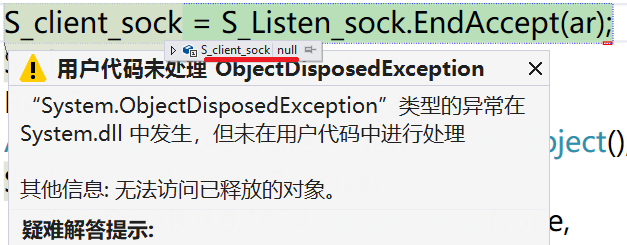 S_client_sock = S_Listen_sock.EndAccept(ar);
S_client_sock null
用户代码未处理 ObjectDisposedException
“System.ObjectDisposedException”类型的异常在
System.dll 中发生，但未在用户代码中进行处理
ject();
其他信息: 无法访问已释放的对象。
疑难解答提示: